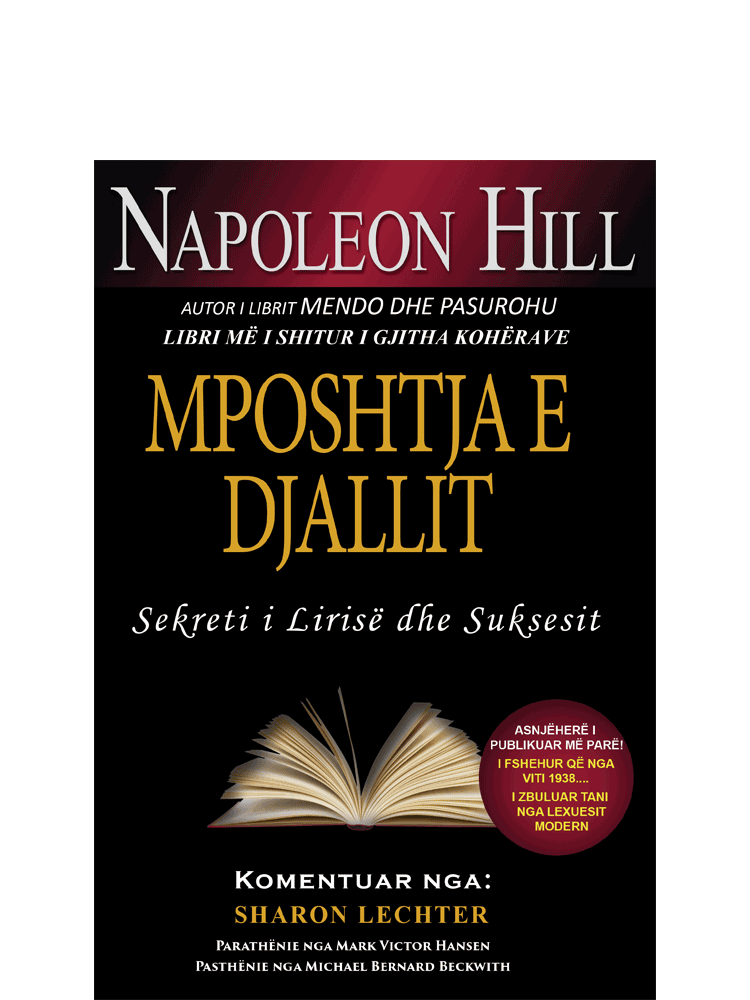 NAPOLEON HILL
AUTOR I LIBRIT MENDO DHE PASUROHU
LIBRI MË I SHITUR I GJITHA KOHËRAVE
MPOSHTJA E
DJALLIT
Sekreti i Lirisë dhe Suksesit
ASNJËHERË I
PUBLIKUAR MË PARË!
I FSHEHUR QË NGA
VITI 1938....
I ZBULUAR TANI
NGA LEXUESIT
MODERN
KOMENTUAR NGA:
SHARON LECHTER
PARATHËNIE NGA MARK VICTOR HANSEN
PASTHËNIE NGA MICHAEL BERNARD BECKWITH